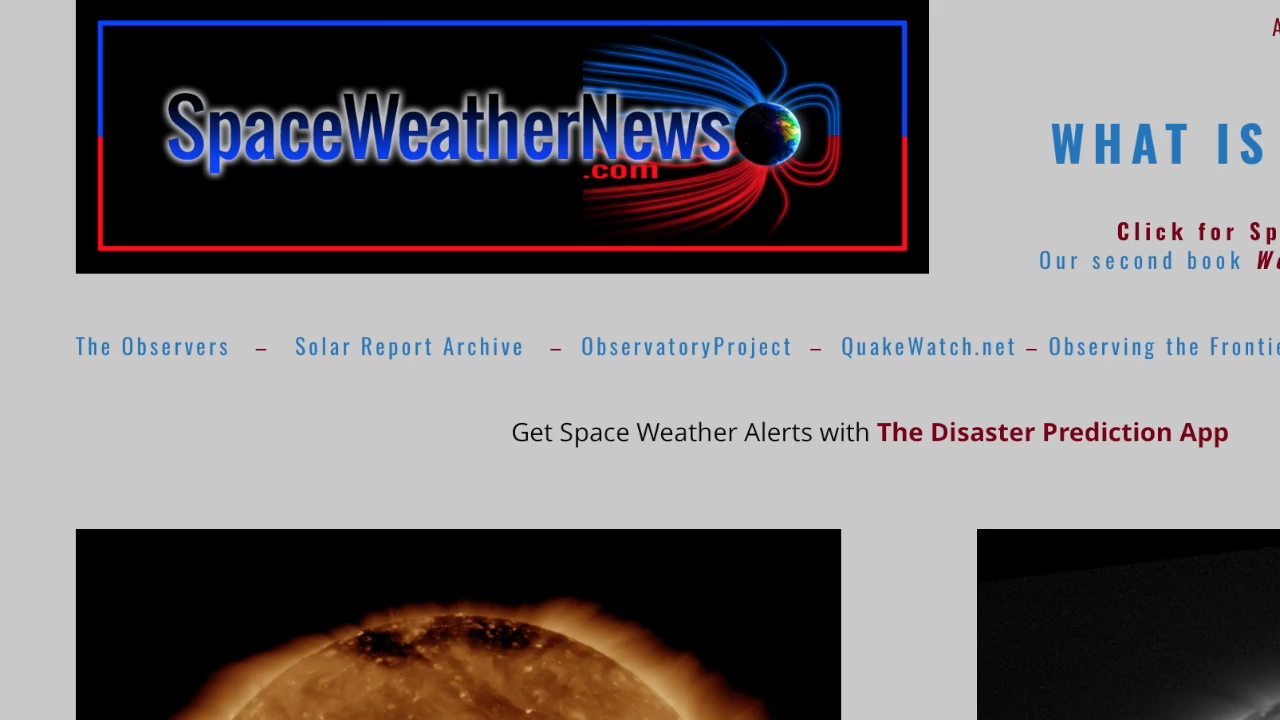 SpaceWeatherNews
.com
WHAT IS
Click for Sp
Our second book
The Observers – Solar Report Archive – ObservatoryProject – QuakeWatch.net – Observing the Frontie
Get Space Weather Alerts with The Disaster Prediction App